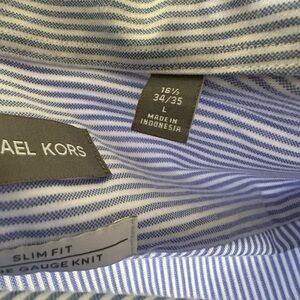 16½
34/35
L
MADE IN
INDONESIA
AEL KORS
SLIM FIT
GAUGE KNIT